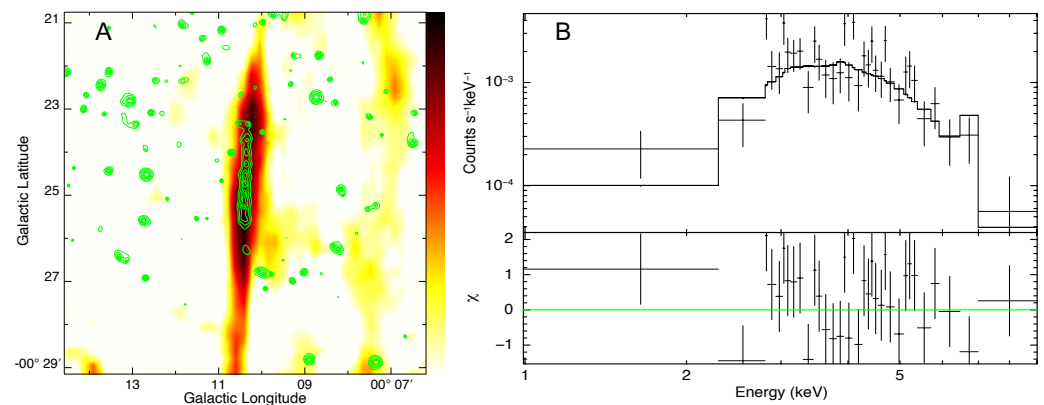 A
21
23
25
27
-00° 29′
Galactic Latitude
13
11
09
00° 07′
Galactic Longitude
B
10⁻³
10⁻⁴
Counts s⁻¹keV⁻¹
2
1
0
−1
χ
1
2
5
Energy (keV)